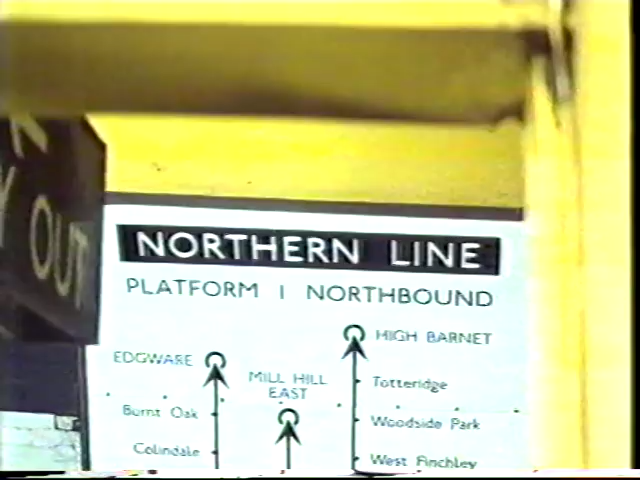 Y OUT
NORTHERN LINE
PLATFORM 1 NORTHBOUND
HIGH BARNET
EDGWARE
MILL HILL
EAST
Totteridge
Burnt Oak
Woodside Park
Colindale
West Finchley